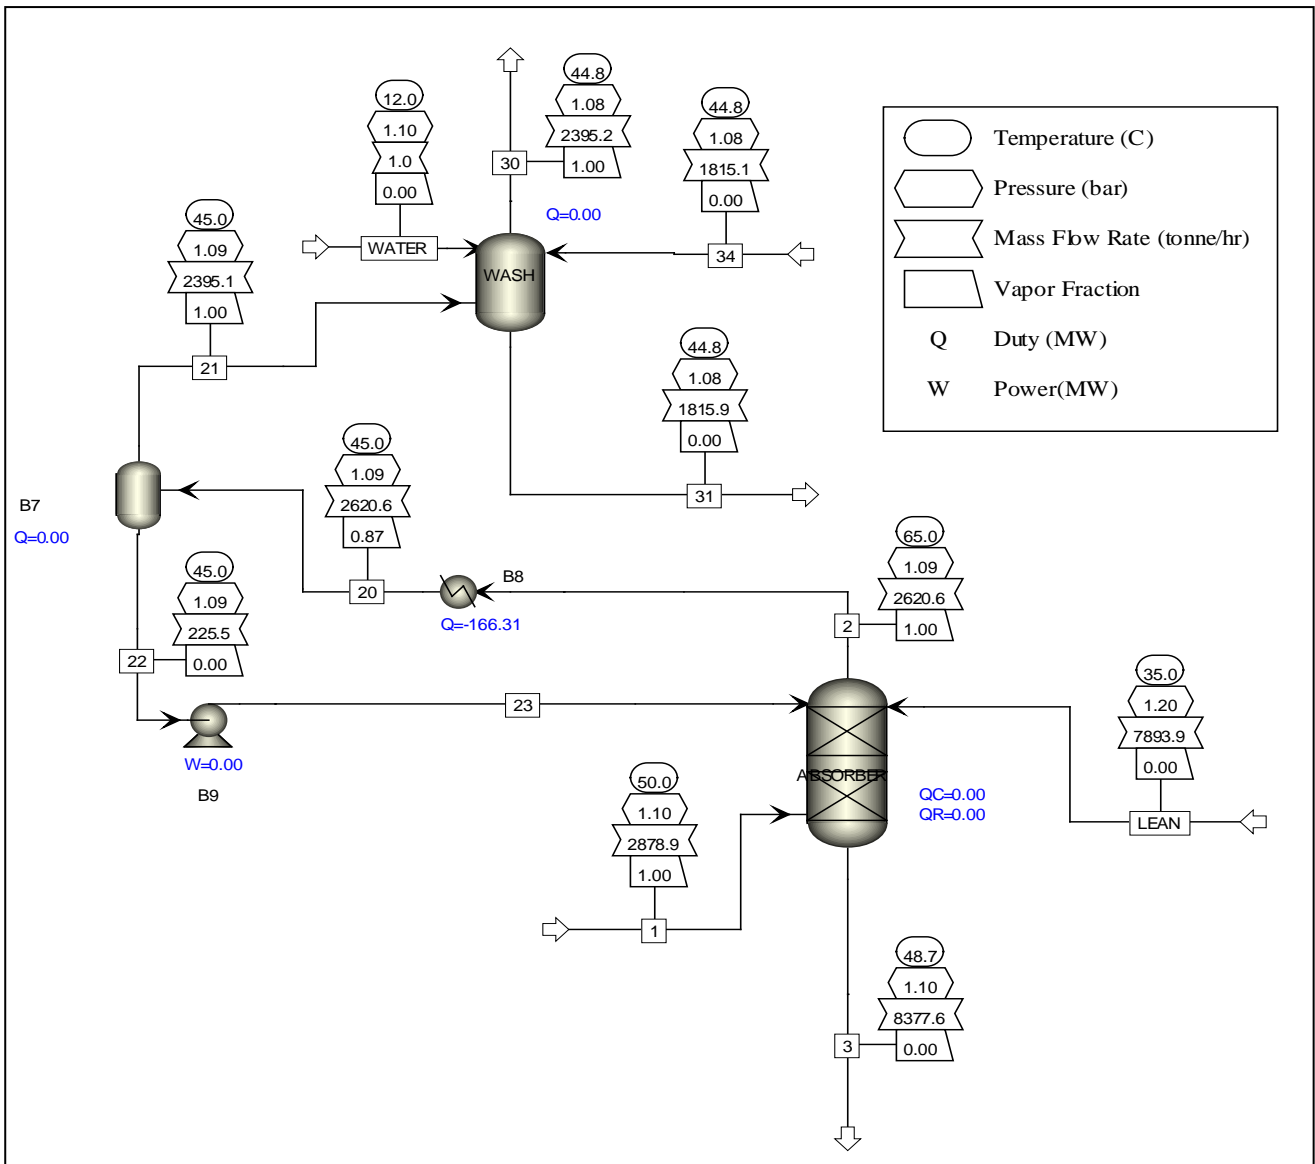 44.8
1.08
2395.2
1.00
30
12.0
1.10
1.0
0.00
WATER
44.8
1.08
1815.1
0.00
34
Q=0.00
WASH
45.0
1.09
2395.1
1.00
21
Temperature (C)
Pressure (bar)
Mass Flow Rate (tonne/hr)
Vapor Fraction
Q Duty (MW)
W Power(MW)
44.8
1.08
1815.9
0.00
31
45.0
1.09
2620.6
0.87
20
B7
Q=0.00
B8
Q=-166.31
65.0
1.09
2620.6
1.00
2
45.0
1.09
225.5
0.00
22
23
W=0.00
B9
35.0
1.20
7893.9
0.00
LEAN
ABSORBER
QC=0.00
QR=0.00
50.0
1.10
2878.9
1.00
1
48.7
1.10
8377.6
0.00
3